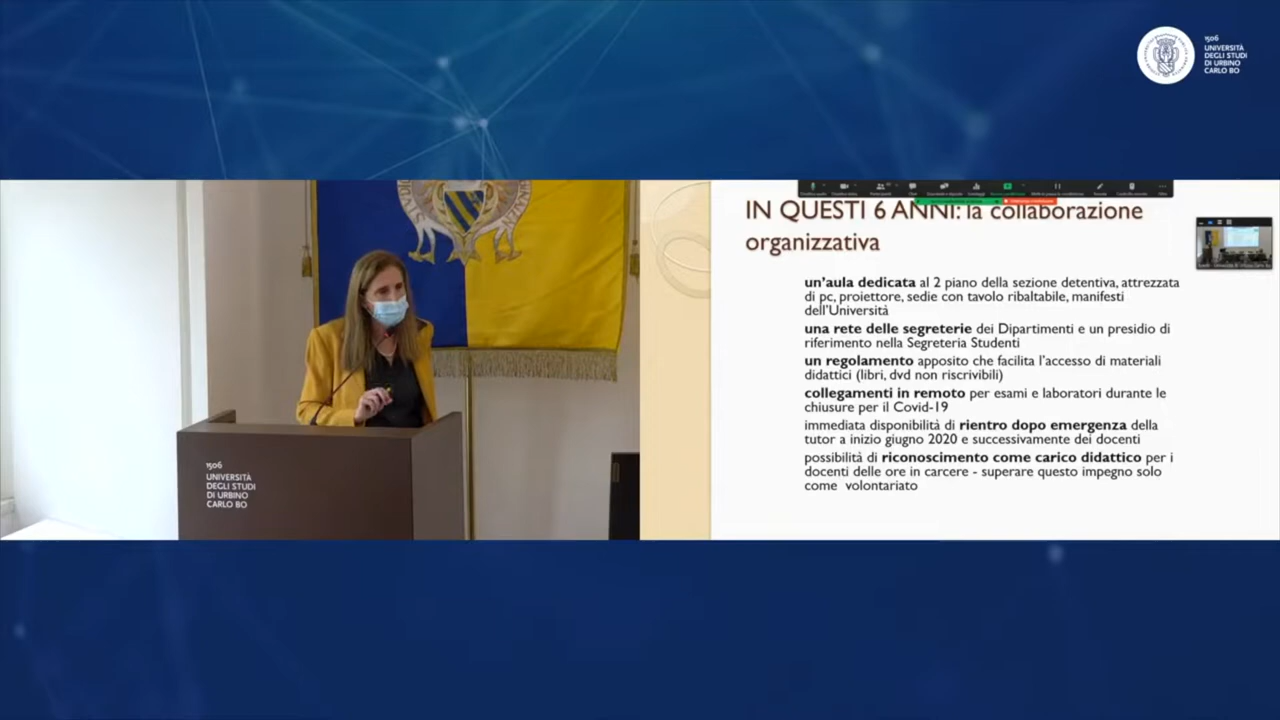 1506
UNIVERSITÀ
DEGLI STUDI
DI URBINO
CARLO BO
IN QUESTI 6 ANNI: la collaborazione
organizzativa
un’aula dedicata al 2 piano della sezione detentiva, attrezzata
di pc, proiettore, sedie con tavolo ribaltabile, manifesti
dell’Università
una rete delle segreterie dei Dipartimenti e un presidio di
riferimento nella Segreteria Studenti
un regolamento apposito che facilita l’accesso di materiali
didattici (libri, dvd non riscrivibili)
collegamenti in remoto per esami e laboratori durante le
chiusure per il Covid-19
immediata disponibilità di rientro dopo emergenza della
tutor a inizio giugno 2020 e successivamente dei docenti
possibilità di riconoscimento come carico didattico per i
docenti delle ore in carcere - superare questo impegno solo
come volontariato
1506
UNIVERSITÀ
DEGLI STUDI
DI URBINO
CARLO BO